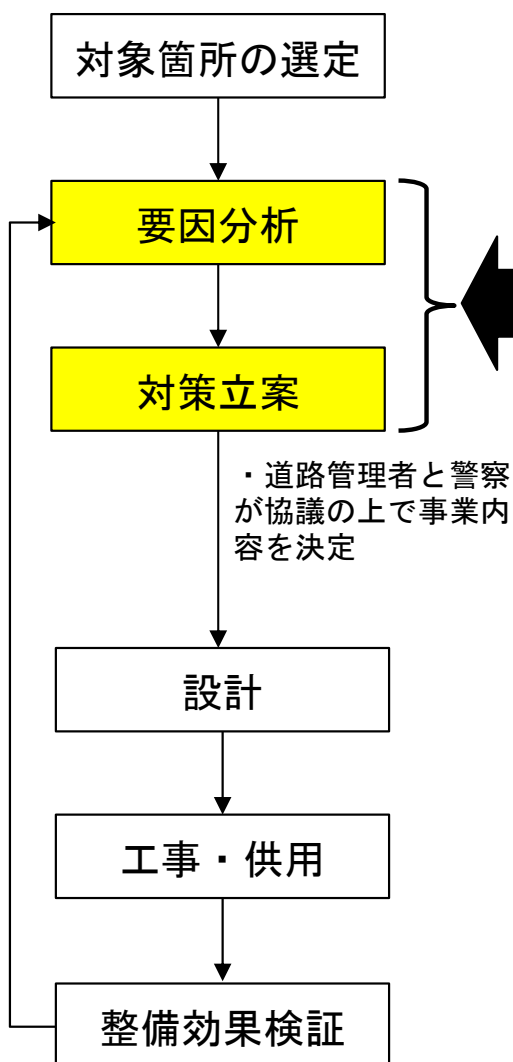 対象箇所の選定
要因分析
対策立案
・道路管理者と警察
が協議の上で事業内
容を決定
設計
工事・供用
整備効果検証